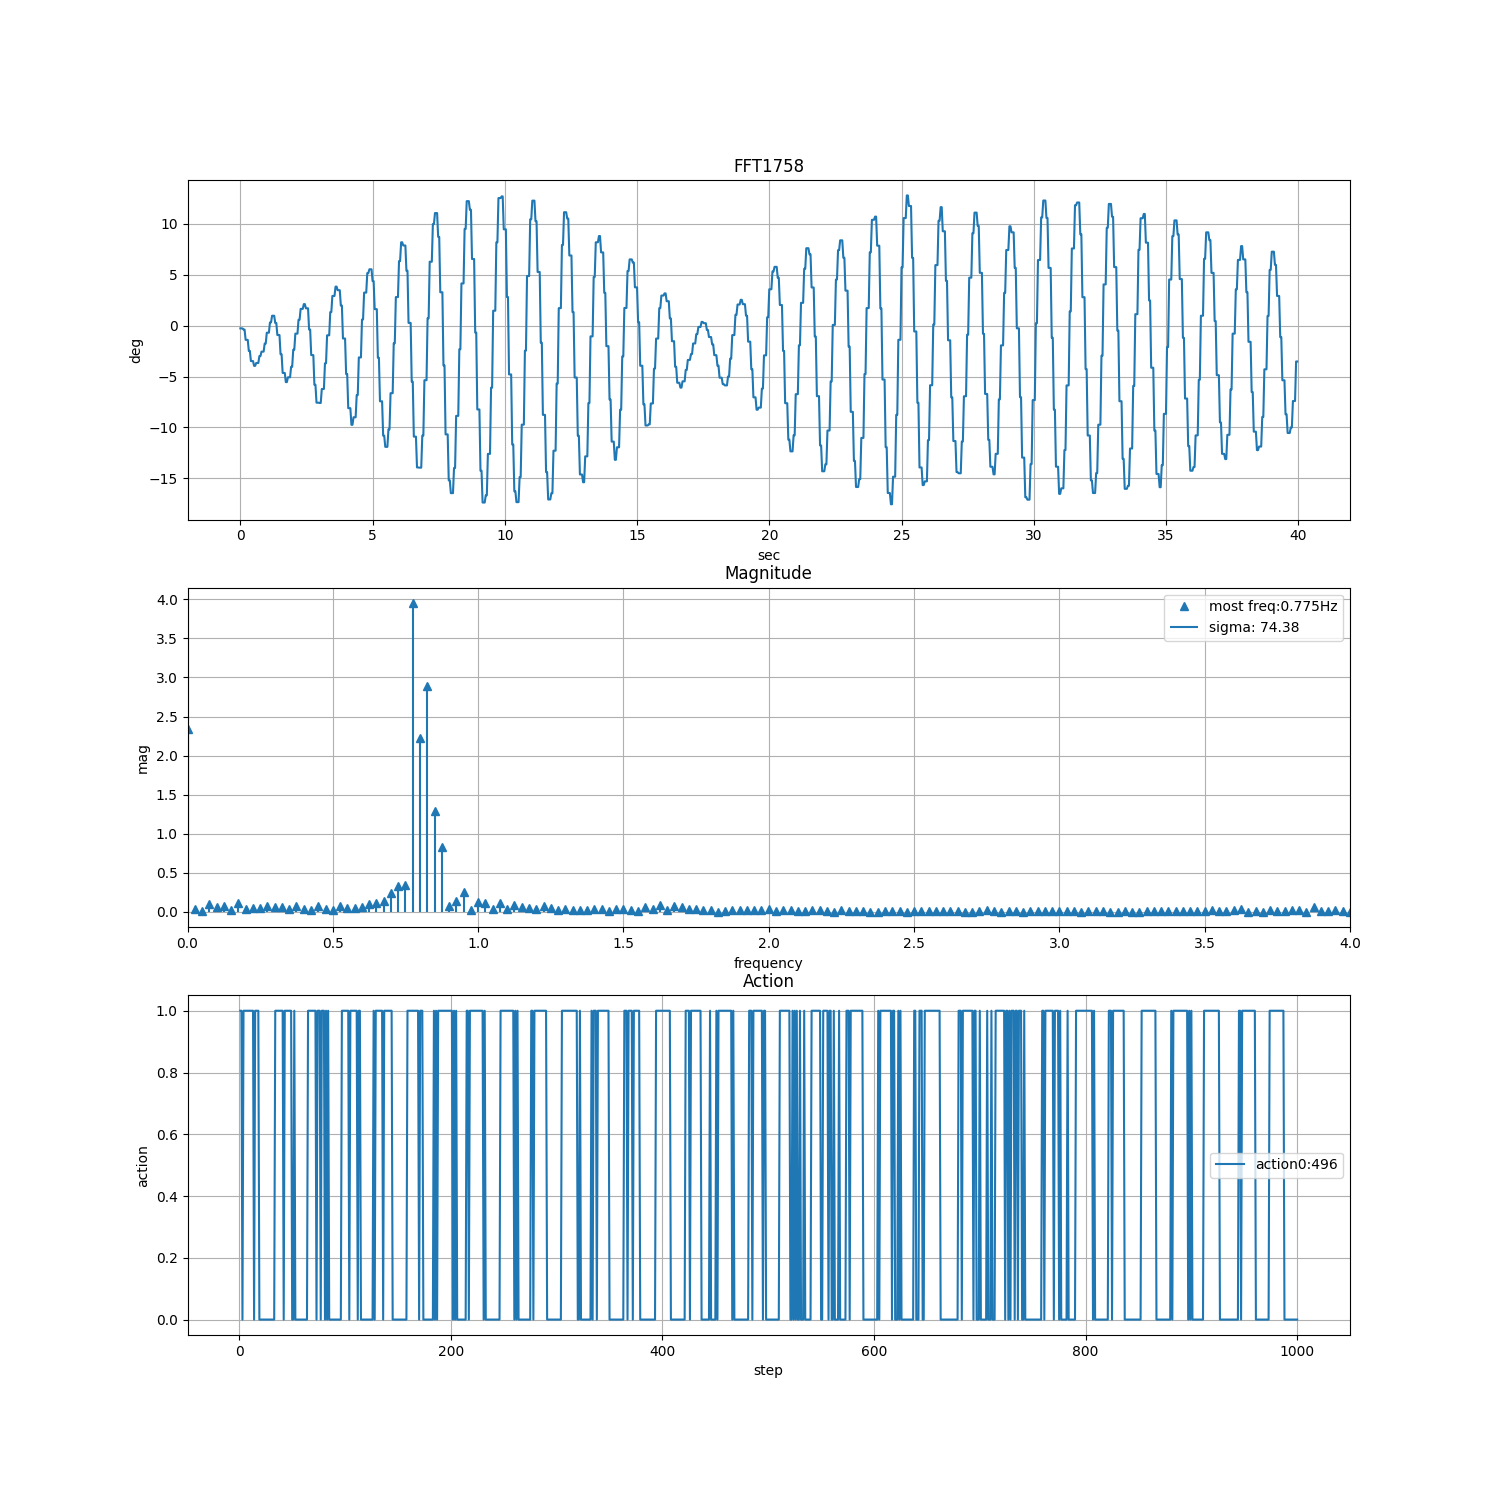 FFT1758
10
5
0
−5
−10
−15
deg
0 5 10 15 20 25 30 35 40
sec
Magnitude
4.0
3.5
3.0
2.5
2.0
1.5
1.0
0.5
0.0
mag
most freq:0.775Hz
sigma: 74.38
0.0 0.5 1.0 1.5 2.0 2.5 3.0 3.5 4.0
frequency
Action
1.0
0.8
0.6
0.4
0.2
0.0
action
action0:496
0 200 400 600 800 1000
step